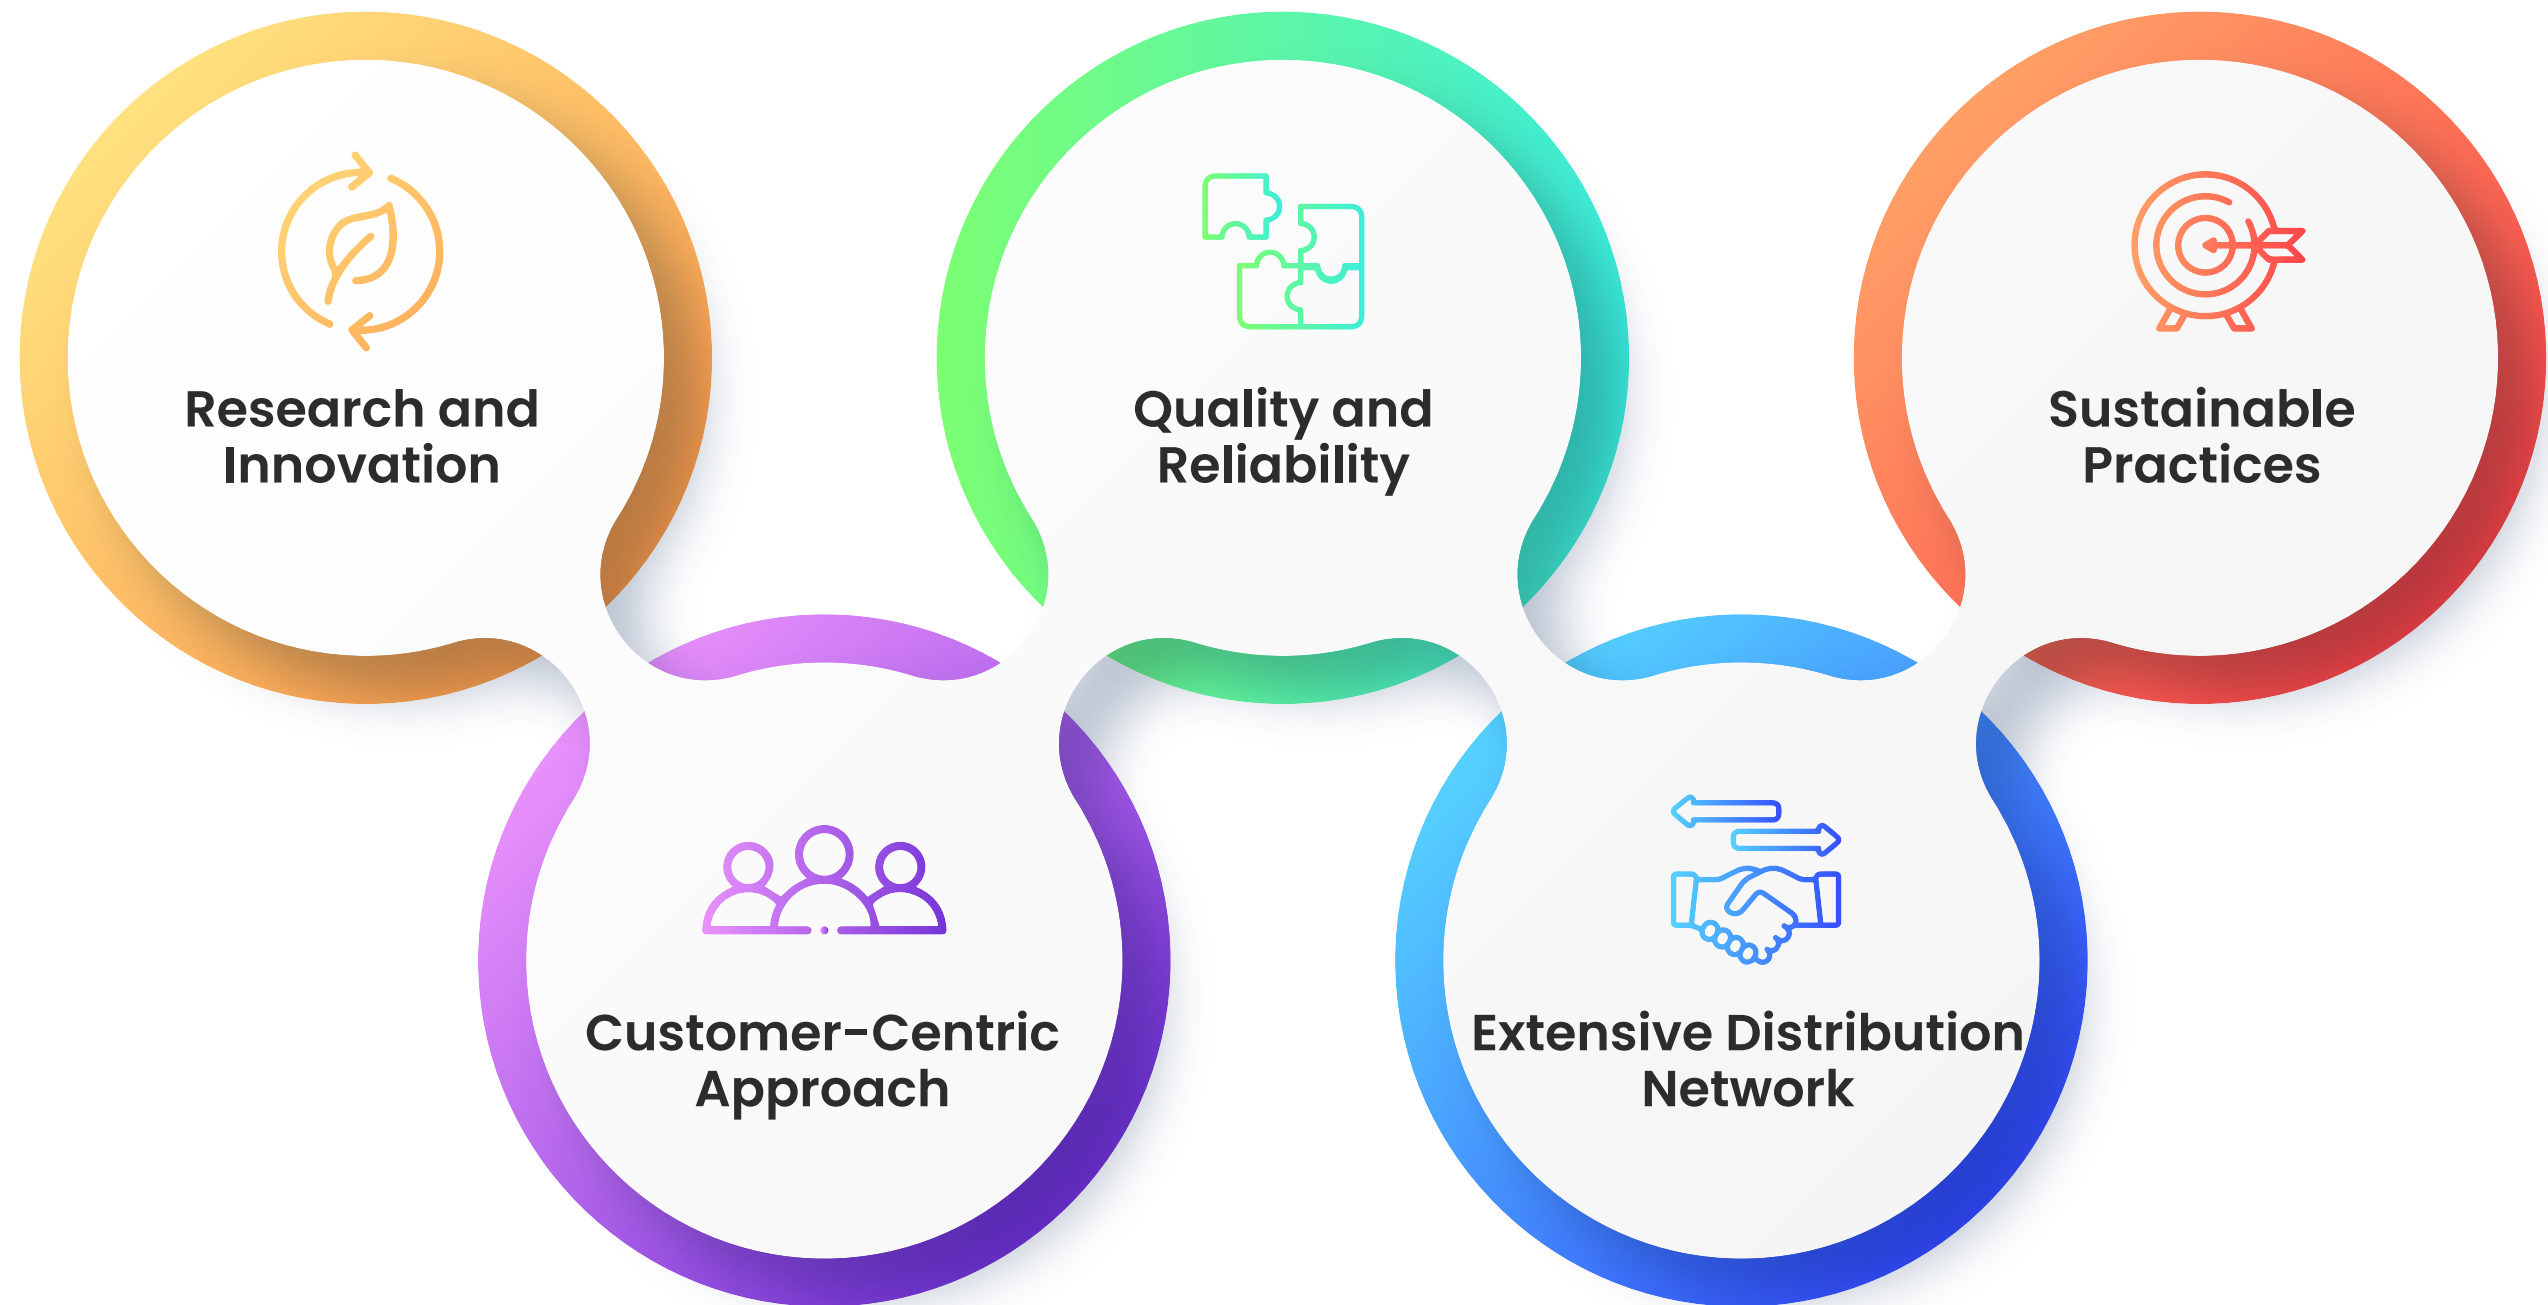 Research and
Innovation
Quality and
Reliability
Sustainable
Practices
Customer-Centric
Approach
Extensive Distribution
Network